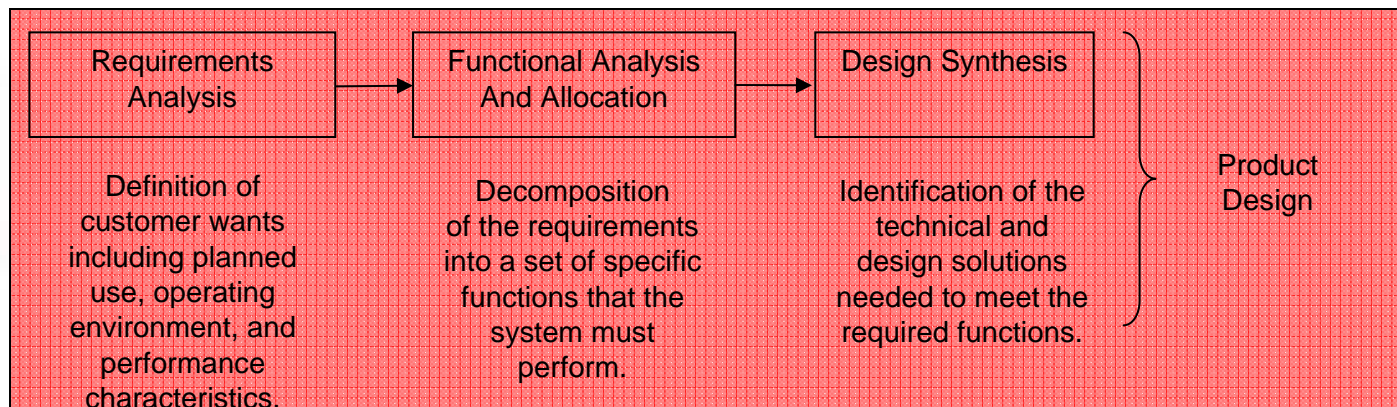 Requirements
Analysis
Functional Analysis
And Allocation
Design Synthesis
Definition of
customer wants
including planned
use, operating
environment, and
performance
characteristics.
Decomposition
of the requirements
into a set of specific
functions that the
system must
perform.
Identification of the
technical and
design solutions
needed to meet the
required functions.
Product
Design